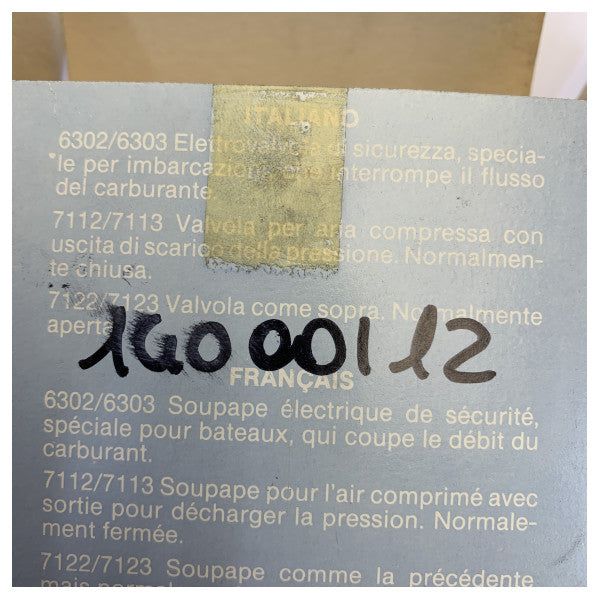 ITALIANO
6302/6303 Elettrovalvola di sicurezza, specia-
le per imbarcazioni, che interrompe il flusso
del carburante.
7112/7113 Valvola per aria compressa con
uscita di scarico della pressione. Normalmen-
te chiusa.
7122/7123 Valvola come sopra. Normalmente
aperta.
1G000112
FRANÇAIS
6302/6303 Soupape électrique de sécurité,
spéciale pour bateaux, qui coupe le débit du
carburant.
7112/7113 Soupape pour l'air comprimé avec
sortie pour décharger la pression. Normale-
ment fermée.
7122/7123 Soupape comme la précédente
mais